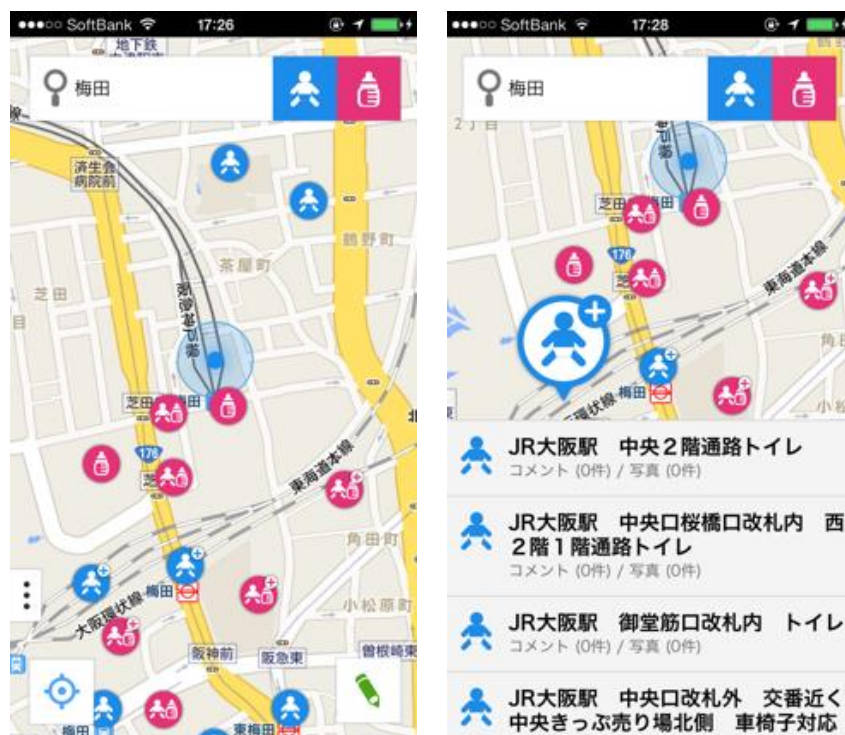 SoftBank
17:26
地下鉄
梅田
済生会
病院前
鶴野町
茶屋町
芝田
阪急神戸線
176
東海道本線
角田町
梅田
大阪環状線
小松原町
阪神前
阪急東
曽根崎東
梅田
東梅田
SoftBank
17:28
梅田
2丁目
176
東海道本線
梅田
JR大阪駅 中央2階通路トイレ
コメント (0件) / 写真 (0件)
JR大阪駅 中央口桜橋口改札内 西
2階1階通路トイレ
コメント (0件) / 写真 (0件)
JR大阪駅 御堂筋口改札内 トイレ
コメント (0件) / 写真 (0件)
JR大阪駅 中央口改札外 交番近く
中央きっぷ売り場北側 車椅子対応